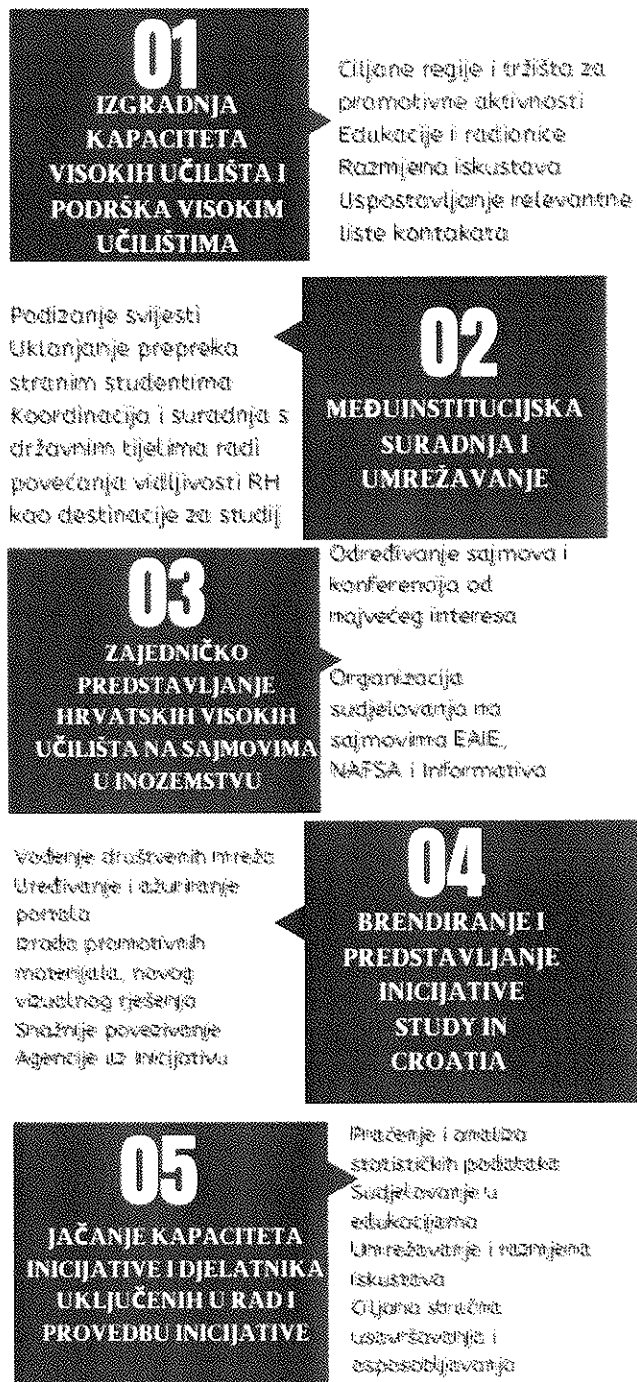 01
IZGRADNJA
KAPACITETA
VISOKIH UČILIŠTA I
PODRŠKA VISOKIM
UČILIŠTIMA
Ciljane regije i tržišta za
promotivne aktivnosti
Edukacije i radionice
Razmjena iskustava
Uspostavljanje relevantne
liste kontakata
Podizanje svijesti
Uklanjanje prepreka
stranim studentima
Koordinacija i suradnja s
državnim tijelima radi
povećanja vidljivosti RH
kao destinacije za studij
02
MEĐUINSTITUCIJSKA
SURADNJA I
UMREŽAVANJE
03
ZAJEDNIČKO
PREDSTAVLJANJE
HRVATSKIH VISOKIH
UČILIŠTA NA SAJMOVIMA
U INOZEMSTVU
Određivanje sajmova i
konferencija od
najvećeg interesa
Organizacija
sudjelovanja na
sajmovima EAIE,
NAFSA i Informativa
Vođenje društvenih mreža
Uređivanje i ažuriranje
portala
Izrada promotivnih
materijala, novog
vizualnog rješenja
Snažnije povezivanje
Agencije uz Inicijativu
04
BRENDIRANJE I
PREDSTAVLJANJE
INICIJATIVE
STUDY IN
CROATIA
05
JAČANJE KAPACITETA
INICIJATIVE I DJELATNIKA
UKLJUČENIH U RAD I
PROVEDBU INICIJATIVE
Praćenje i analiza
statističkih podataka
Sudjelovanje u
edukacijama
Umrežavanje i razmjena
iskustava
Ciljana stručna
usavršavanja i
osposobljavanja